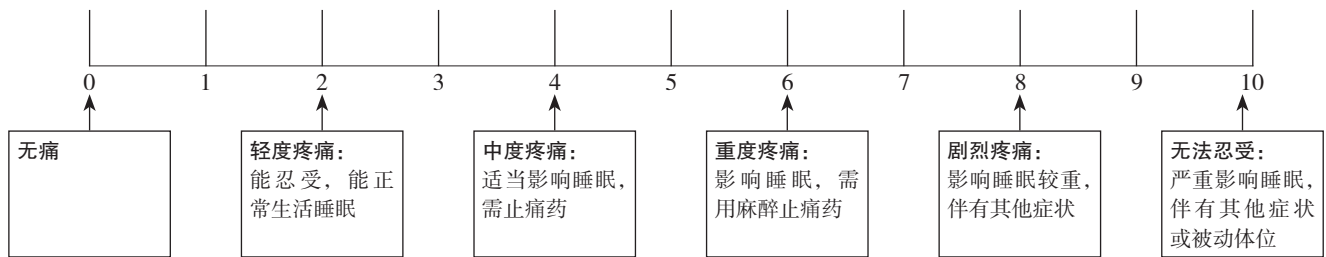 0 1 2 3 4 5 6 7 8 9 10
无痛
轻度疼痛：
能忍受，能正
常生活睡眠
中度疼痛：
适当影响睡眠，
需止痛药
重度疼痛：
影响睡眠，需
用麻醉止痛药
剧烈疼痛：
影响睡眠较重，
伴有其他症状
无法忍受：
严重影响睡眠，
伴有其他症状
或被动体位